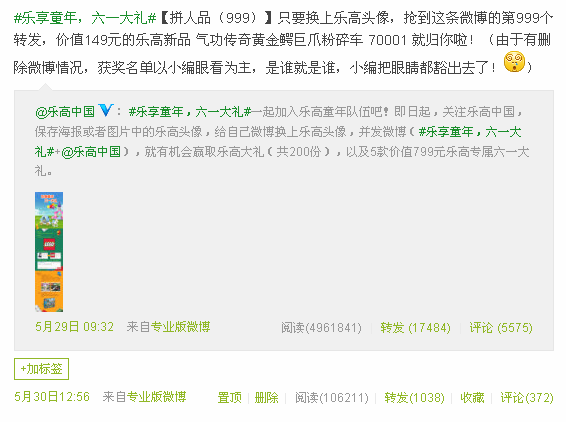 #乐享童年，六一大礼#【拼人品（999）】只要换上乐高头像，抢到这条微博的第999个
转发，价值149元的乐高新品 气功传奇黄金鳄巨爪粉碎车 70001 就归你啦！（由于有删
除微博情况，获奖名单以小编眼看为主，是谁就是谁，小编把眼睛都豁出去了！ ）
@乐高中国 ： #乐享童年，六一大礼#一起加入乐高童年队伍吧！即日起，关注乐高中国，
保存海报或者图片中的乐高头像，给自己微博换上乐高头像，并发微博（#乐享童年，六一大
礼#+@乐高中国），就有机会赢取乐高大礼（共200份），以及5款价值799元乐高专属六一大
礼。
LEGO
5月29日 09:32 来自专业版微博 阅读(4961841) 转发 (17484) 评论 (5575)
+加标签
5月30日12:56 来自专业版微博 置顶 | 删除 | 阅读(106211) | 转发(1038) | 收藏 | 评论(372)